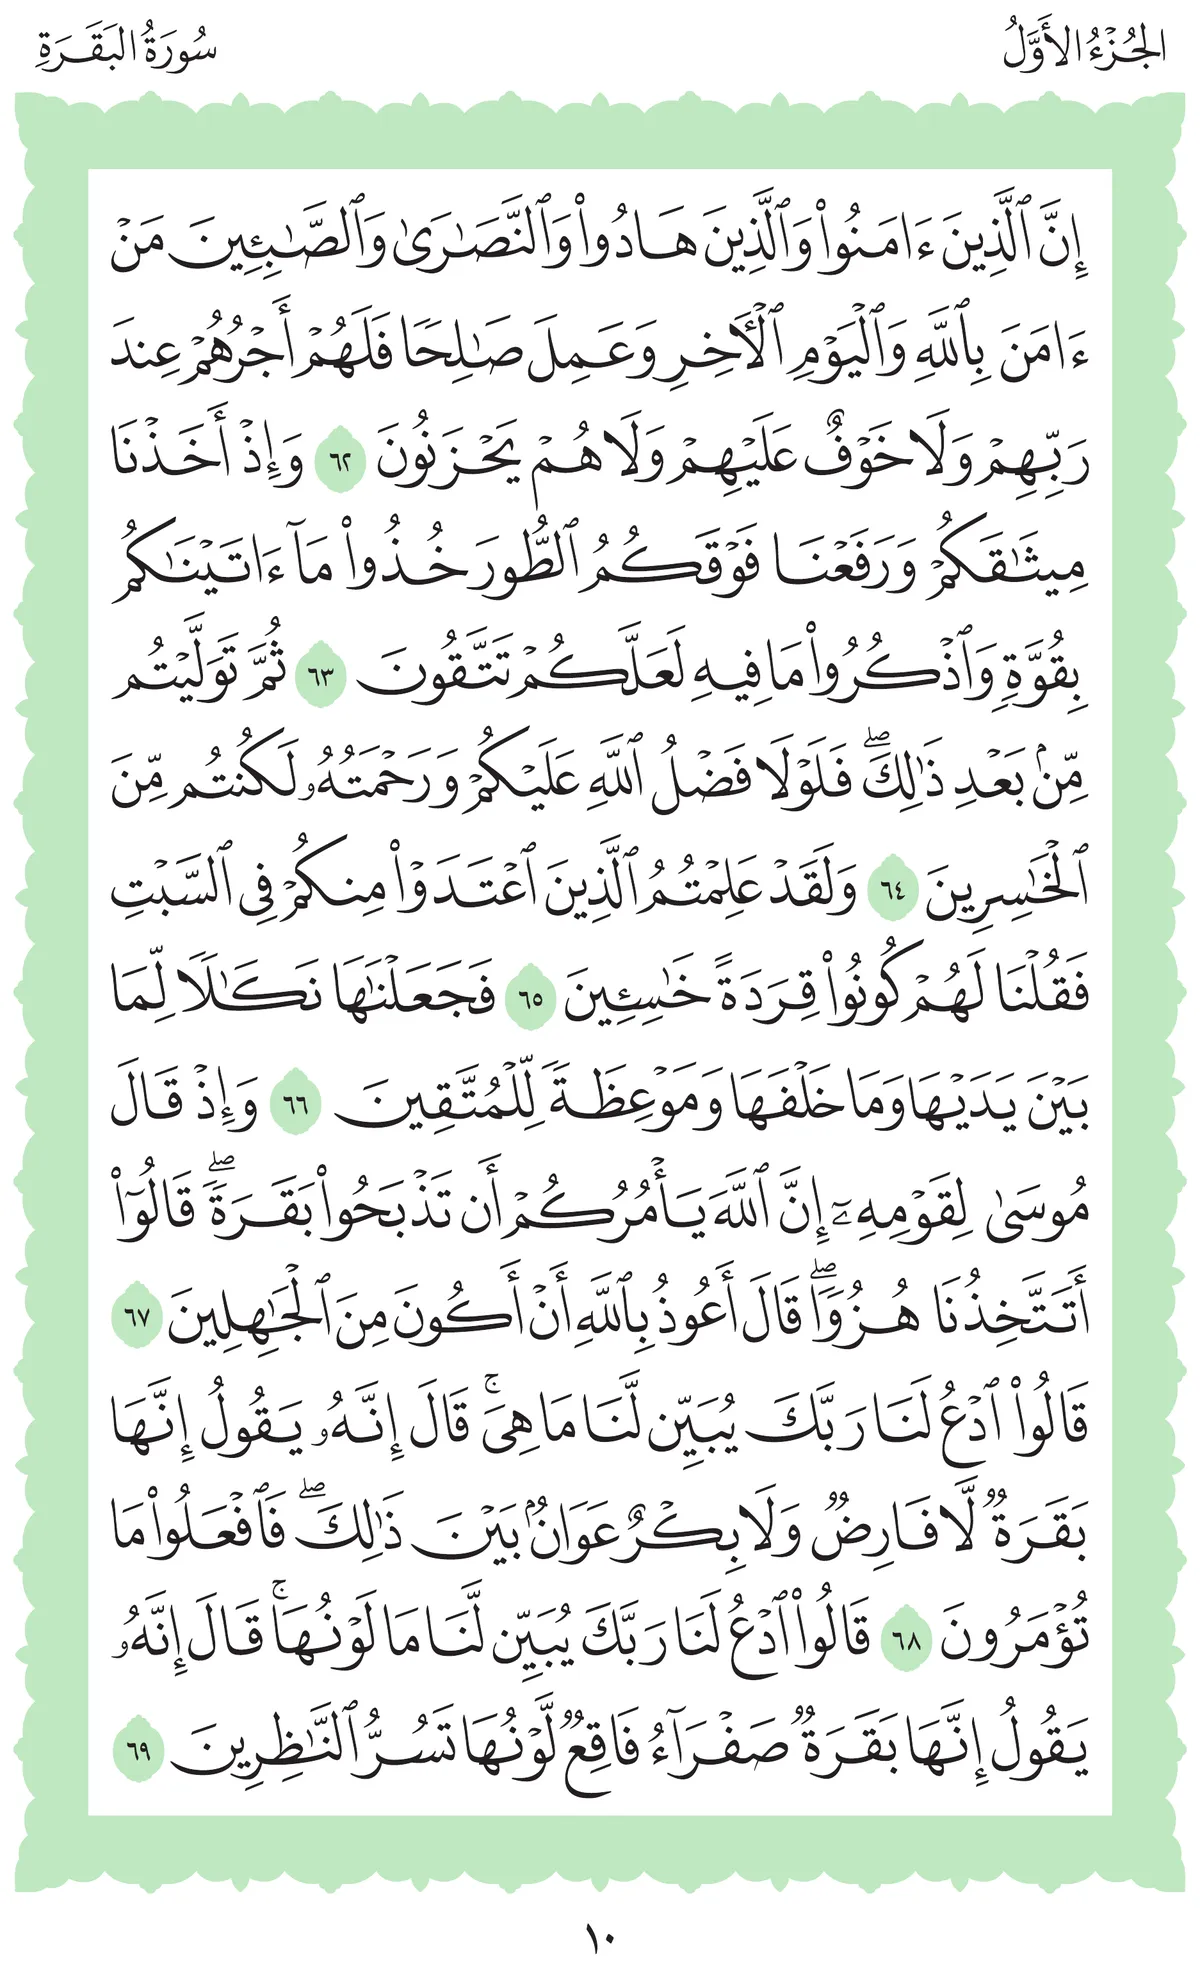 الجُزْءُ الأَوَّلُ
سُورَةُ البَقَرَةِ
إِنَّ ٱلَّذِينَ ءَامَنُوا۟ وَٱلَّذِينَ هَادُوا۟ وَٱلنَّصَـٰرَىٰ وَٱلصَّـٰبِـِٔينَ مَنْ
ءَامَنَ بِٱللَّهِ وَٱلْيَوْمِ ٱلْـَٔاخِرِ وَعَمِلَ صَـٰلِحًا فَلَهُمْ أَجْرُهُمْ عِندَ
رَبِّهِمْ وَلَا خَوْفٌ عَلَيْهِمْ وَلَا هُمْ يَحْزَنُونَ ٦٢ وَإِذْ أَخَذْنَا
مِيثَـٰقَكُمْ وَرَفَعْنَا فَوْقَكُمُ ٱلطُّورَ خُذُوا۟ مَآ ءَاتَيْنَـٰكُم
بِقُوَّةٍ وَٱذْكُرُوا۟ مَا فِيهِ لَعَلَّكُمْ تَتَّقُونَ ٦٣ ثُمَّ تَوَلَّيْتُم
مِّنۢ بَعْدِ ذَٰلِكَ ۖ فَلَوْلَا فَضْلُ ٱللَّهِ عَلَيْكُمْ وَرَحْمَتُهُۥ لَكُنتُم مِّنَ
ٱلْخَـٰسِرِينَ ٦٤ وَلَقَدْ عَلِمْتُمُ ٱلَّذِينَ ٱعْتَدَوْا۟ مِنكُمْ فِى ٱلسَّبْتِ
فَقُلْنَا لَهُمْ كُونُوا۟ قِرَدَةً خَـٰسِـِٔينَ ٦٥ فَجَعَلْنَـٰهَا نَكَـٰلًا لِّمَا
بَيْنَ يَدَيْهَا وَمَا خَلْفَهَا وَمَوْعِظَةً لِّلْمُتَّقِينَ ٦٦ وَإِذْ قَالَ
مُوسَىٰ لِقَوْمِهِۦٓ إِنَّ ٱللَّهَ يَأْمُرُكُمْ أَن تَذْبَحُوا۟ بَقَرَةً ۖ قَالُوٓا۟
أَتَتَّخِذُنَا هُزُوًا ۖ قَالَ أَعُوذُ بِٱللَّهِ أَنْ أَكُونَ مِنَ ٱلْجَـٰهِلِينَ ٦٧
قَالُوا۟ ٱدْعُ لَنَا رَبَّكَ يُبَيِّن لَّنَا مَا هِىَ ۚ قَالَ إِنَّهُۥ يَقُولُ إِنَّهَا
بَقَرَةٌ لَّا فَارِضٌ وَلَا بِكْرٌ عَوَانٌۢ بَيْنَ ذَٰلِكَ ۖ فَٱفْعَلُوا۟ مَا
تُؤْمَرُونَ ٦٨ قَالُوا۟ ٱدْعُ لَنَا رَبَّكَ يُبَيِّن لَّنَا مَا لَوْنُهَا ۚ قَالَ إِنَّهُۥ
يَقُولُ إِنَّهَا بَقَرَةٌ صَفْرَآءُ فَاقِعٌ لَّوْنُهَا تَسُرُّ ٱلنَّـٰظِرِينَ ٦٩
١٠